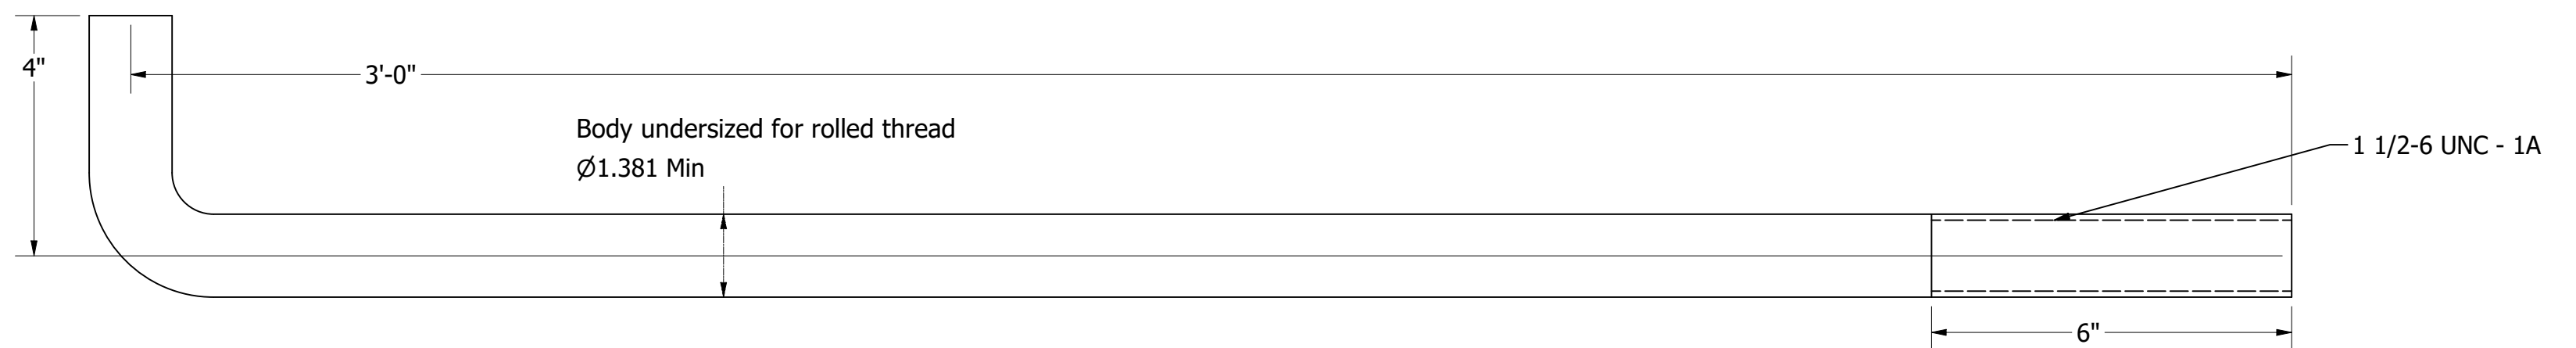 4"
3'-0"
Body undersized for rolled thread
Ø1.381 Min
1 1/2-6 UNC - 1A
6"